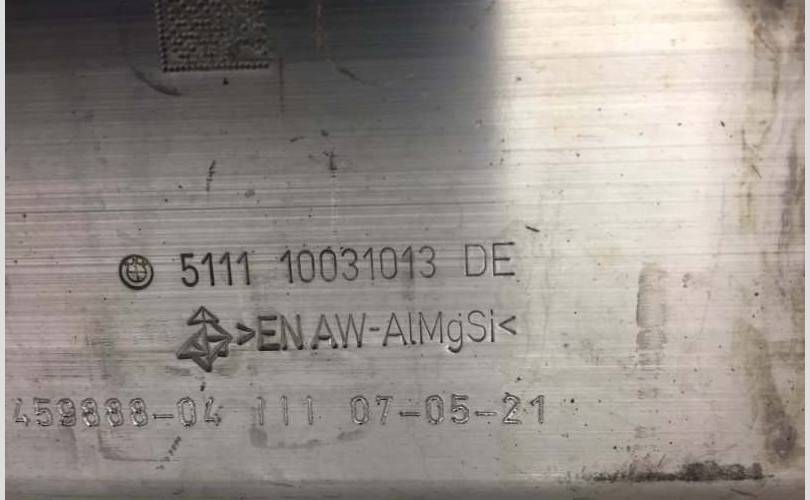 5111 10031013 DE
>EN AW-AlMgSi<
459888-04 111 07-05-21